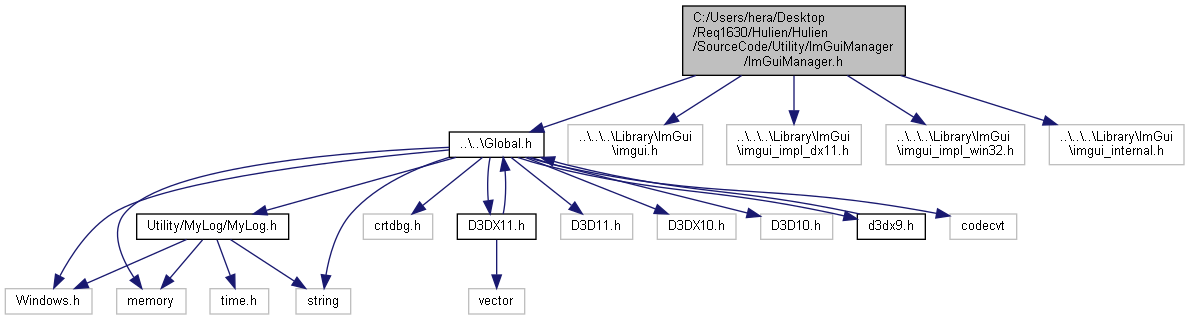 C:/Users/hera/Desktop
/Req1630/Hulien/Hulien
/SourceCode/Utility/ImGuiManager
/ImGuiManager.h
..\..\Global.h
..\..\..\..\Library\ImGui
\imgui.h
..\..\..\..\Library\ImGui
\imgui_impl_dx11.h
..\..\..\..\Library\ImGui
\imgui_impl_win32.h
..\..\..\..\Library\ImGui
\imgui_internal.h
Utility/MyLog/MyLog.h
crtdbg.h
D3DX11.h
D3D11.h
D3DX10.h
D3D10.h
d3dx9.h
codecvt
Windows.h
memory
time.h
string
vector